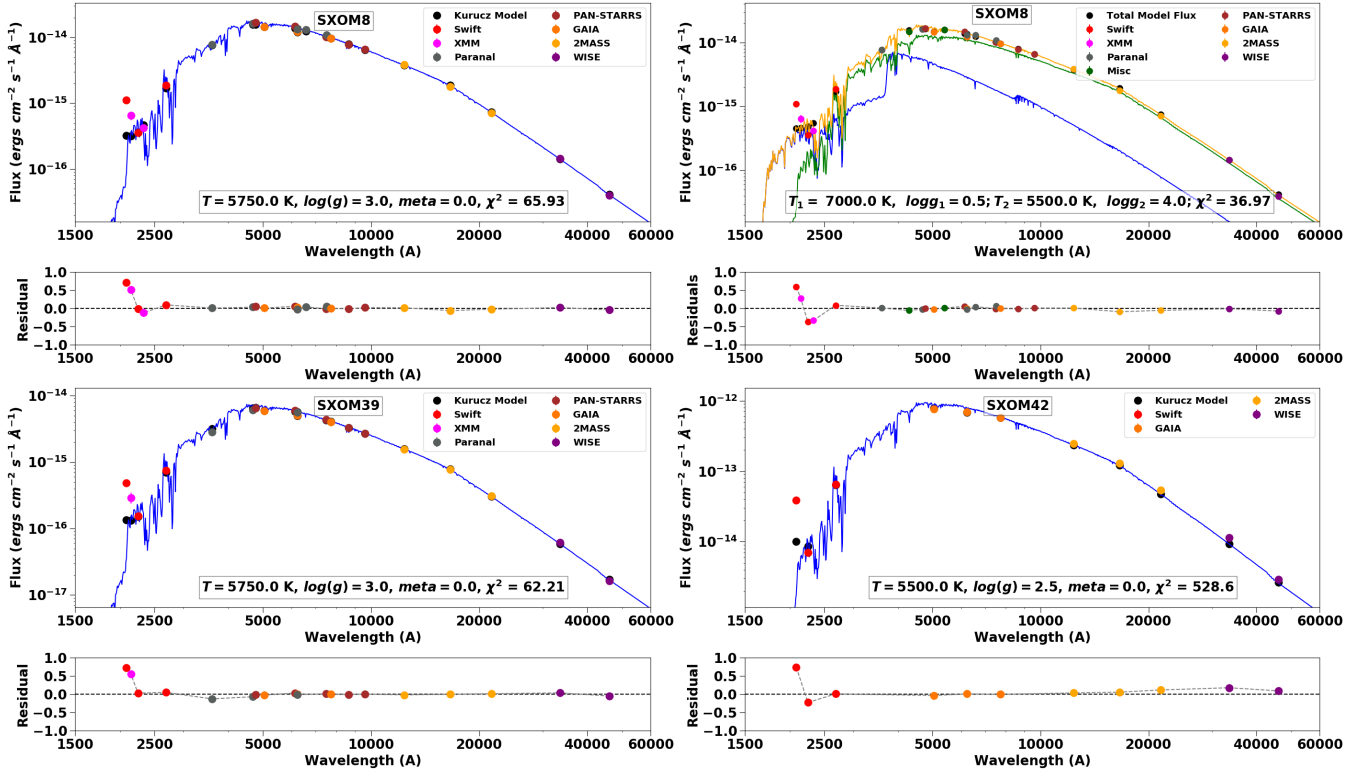 SXOM8
Kurucz Model
Swift
XMM
Paranal
PAN-STARRS
GAIA
2MASS
WISE
Flux (ergs cm⁻² s⁻¹ Å⁻¹)
10⁻¹⁴
10⁻¹⁵
10⁻¹⁶
T = 5750.0 K, log(g) = 3.0, meta = 0.0, χ² = 65.93
1500 2500 5000 10000 20000 40000 60000
Wavelength (A)
Residual
1.0
0.5
0.0
−0.5
−1.0
1500 2500 5000 10000 20000 40000 60000
Wavelength (A)
SXOM8
Total Model Flux
Swift
XMM
Paranal
Misc
PAN-STARRS
GAIA
2MASS
WISE
Flux (ergs cm⁻² s⁻¹ Å⁻¹)
10⁻¹⁴
10⁻¹⁵
10⁻¹⁶
T₁ = 7000.0 K, logg₁ = 0.5; T₂ = 5500.0 K, logg₂ = 4.0; χ² = 36.97
1500 2500 5000 10000 20000 40000 60000
Wavelength (A)
Residuals
1.0
0.5
0.0
−0.5
−1.0
1500 2500 5000 10000 20000 40000 60000
Wavelength (A)
SXOM39
Kurucz Model
Swift
XMM
Paranal
PAN-STARRS
GAIA
2MASS
WISE
Flux (ergs cm⁻² s⁻¹ Å⁻¹)
10⁻¹⁴
10⁻¹⁵
10⁻¹⁶
10⁻¹⁷
T = 5750.0 K, log(g) = 3.0, meta = 0.0, χ² = 62.21
1500 2500 5000 10000 20000 40000 60000
Wavelength (A)
Residual
1.0
0.5
0.0
−0.5
−1.0
1500 2500 5000 10000 20000 40000 60000
Wavelength (A)
SXOM42
Kurucz Model
Swift
GAIA
2MASS
WISE
Flux (ergs cm⁻² s⁻¹ Å⁻¹)
10⁻¹²
10⁻¹³
10⁻¹⁴
T = 5500.0 K, log(g) = 2.5, meta = 0.0, χ² = 528.6
1500 2500 5000 10000 20000 40000 60000
Wavelength (A)
Residual
1.0
0.5
0.0
−0.5
−1.0
1500 2500 5000 10000 20000 40000 60000
Wavelength (A)